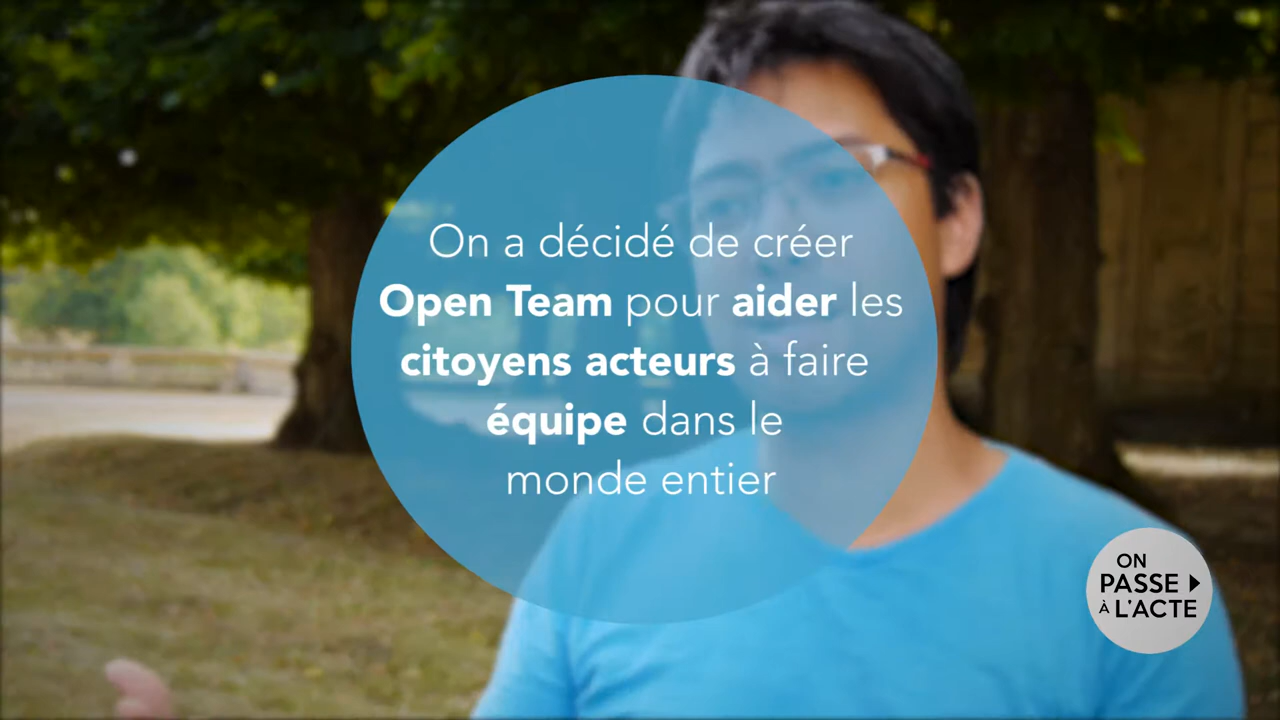 On a décidé de créer
Open Team pour aider les
citoyens acteurs à faire
équipe dans le
monde entier
ON
PASSE
À L'ACTE